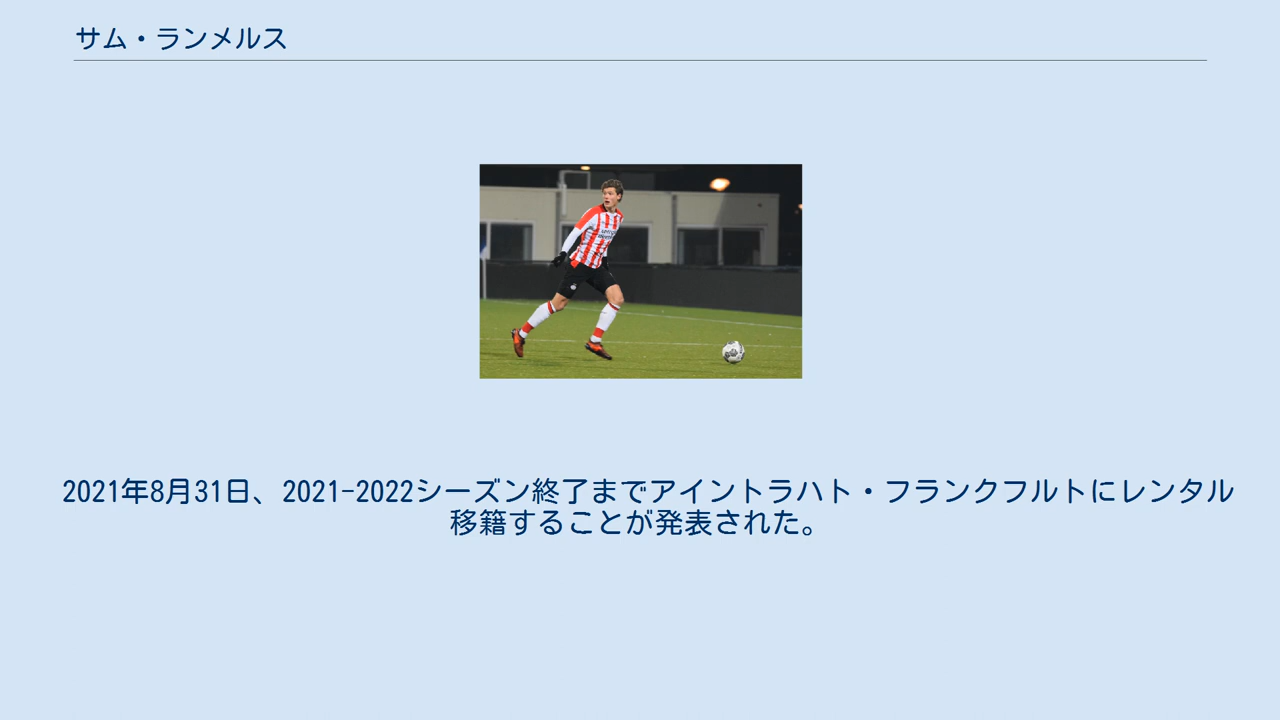 サム・ランメルス
2021年8月31日、2021-2022シーズン終了までアイントラハト・フランクフルトにレンタル
移籍することが発表された。